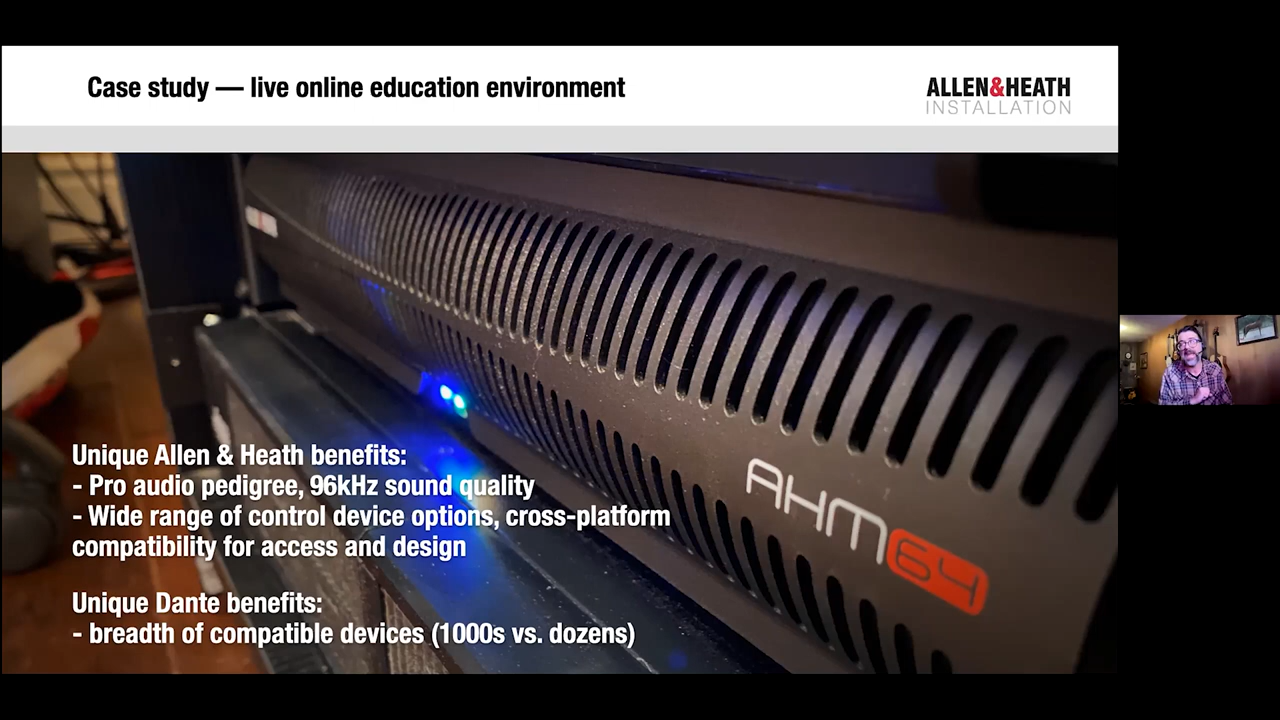 Case study — live online education environment
ALLEN&HEATH
INSTALLATION
AHM64
Unique Allen & Heath benefits:
- Pro audio pedigree, 96kHz sound quality
- Wide range of control device options, cross-platform
compatibility for access and design
Unique Dante benefits:
- breadth of compatible devices (1000s vs. dozens)